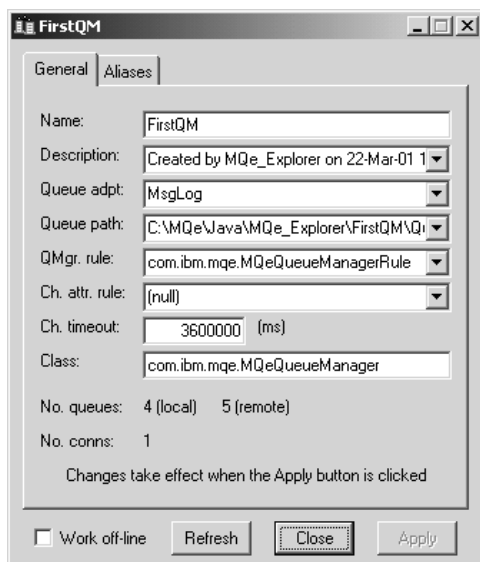 FirstQM
General Aliases
Name: FirstQM
Description: Created by MQe_Explorer on 22-Mar-01 1
Queue adpt: MsgLog
Queue path: C:\MQe\Java\MQe_Explorer\FirstQM\Qu
QMgr. rule: com.ibm.mqe.MQeQueueManagerRule
Ch. attr. rule: (null)
Ch. timeout: 3600000 (ms)
Class: com.ibm.mqe.MQeQueueManager
No. queues: 4 (local) 5 (remote)
No. conns: 1
Changes take effect when the Apply button is clicked
Work off-line Refresh Close Apply